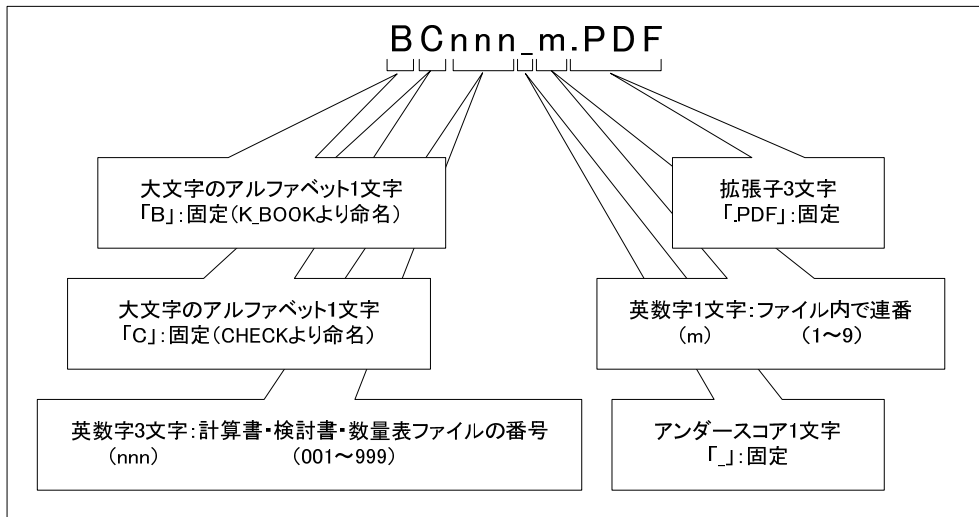 BCnnn_m.PDF
大文字のアルファベット1文字
「B」:固定(K_BOOKより命名)
拡張子3文字
「.PDF」:固定
大文字のアルファベット1文字
「C」:固定(CHECKより命名)
英数字1文字:ファイル内で連番
(m) (1～9)
英数字3文字:計算書・検討書・数量表ファイルの番号
(nnn) (001～999)
アンダースコア1文字
「_」:固定